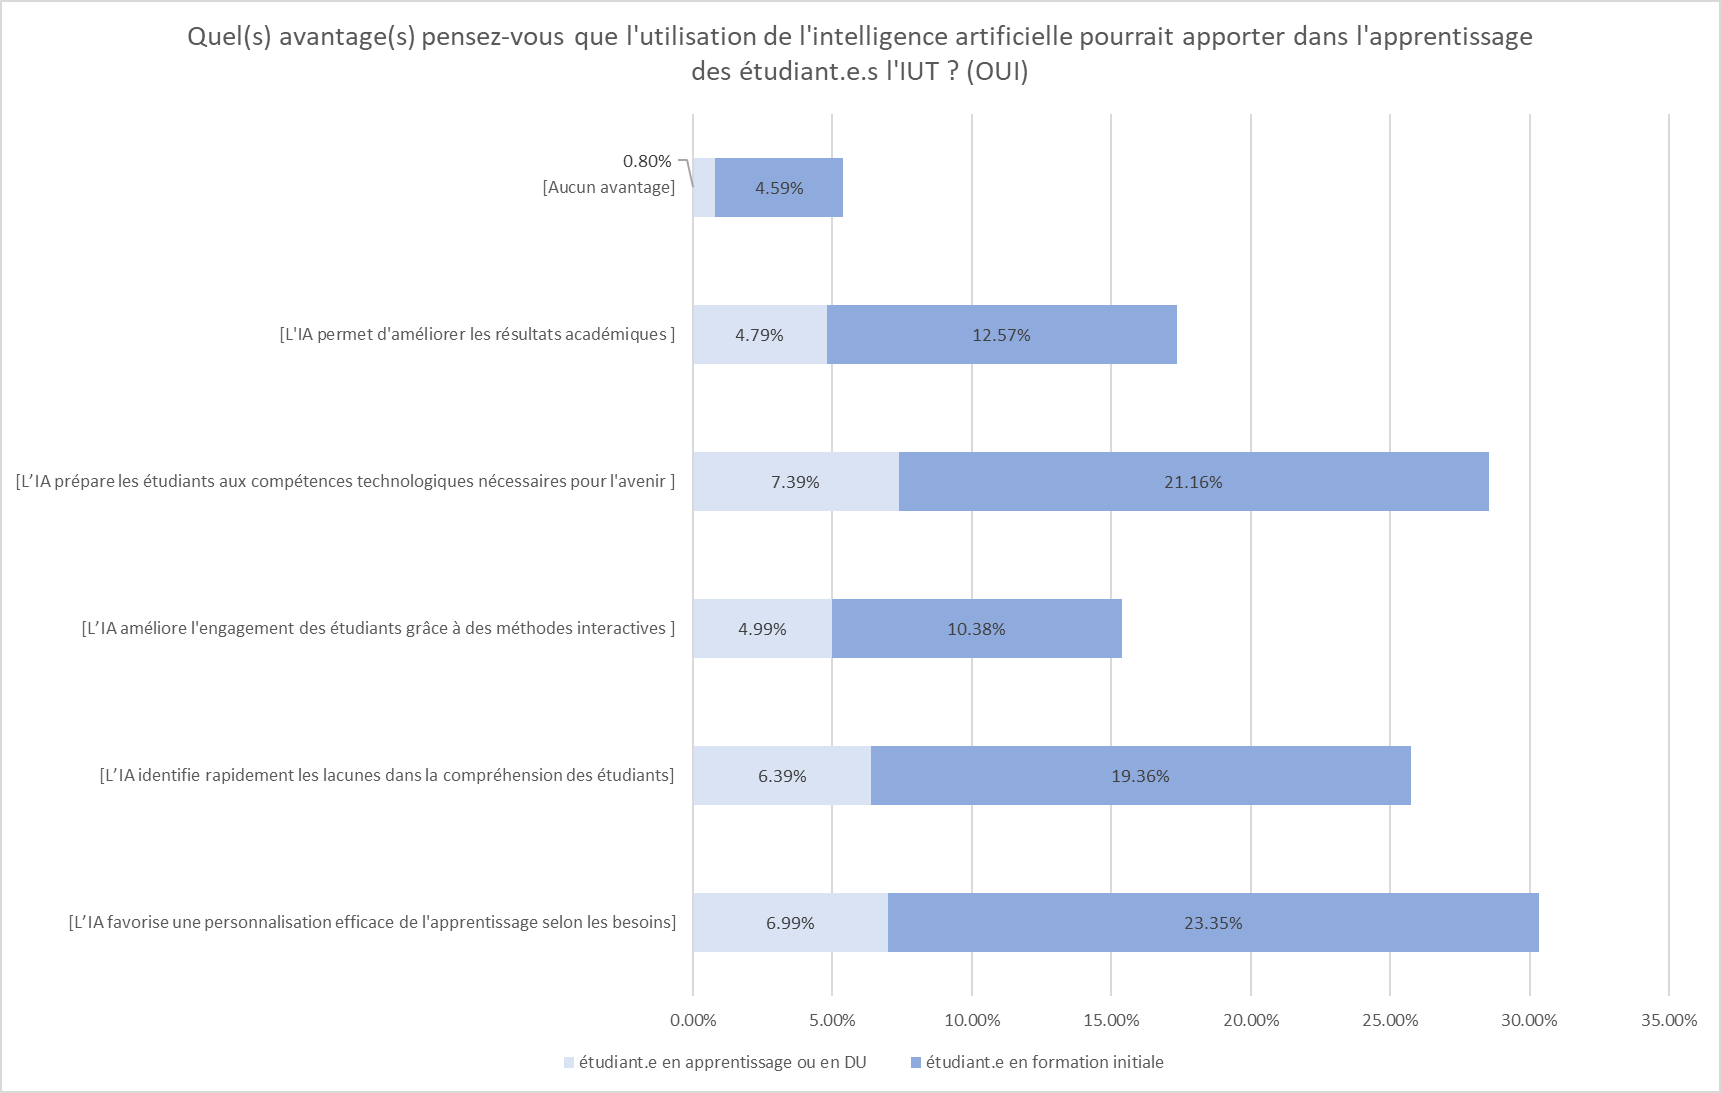 Quel(s) avantage(s) pensez-vous que l'utilisation de l'intelligence artificielle pourrait apporter dans l'apprentissage
des étudiant.e.s l'IUT ? (OUI)
0.80%
[Aucun avantage]
4.59%
[L'IA permet d'améliorer les résultats académiques ]
4.79%
12.57%
[L’IA prépare les étudiants aux compétences technologiques nécessaires pour l'avenir ]
7.39%
21.16%
[L’IA améliore l'engagement des étudiants grâce à des méthodes interactives ]
4.99%
10.38%
[L’IA identifie rapidement les lacunes dans la compréhension des étudiants]
6.39%
19.36%
[L’IA favorise une personnalisation efficace de l'apprentissage selon les besoins]
6.99%
23.35%
0.00%
5.00%
10.00%
15.00%
20.00%
25.00%
30.00%
35.00%
étudiant.e en apprentissage ou en DU
étudiant.e en formation initiale